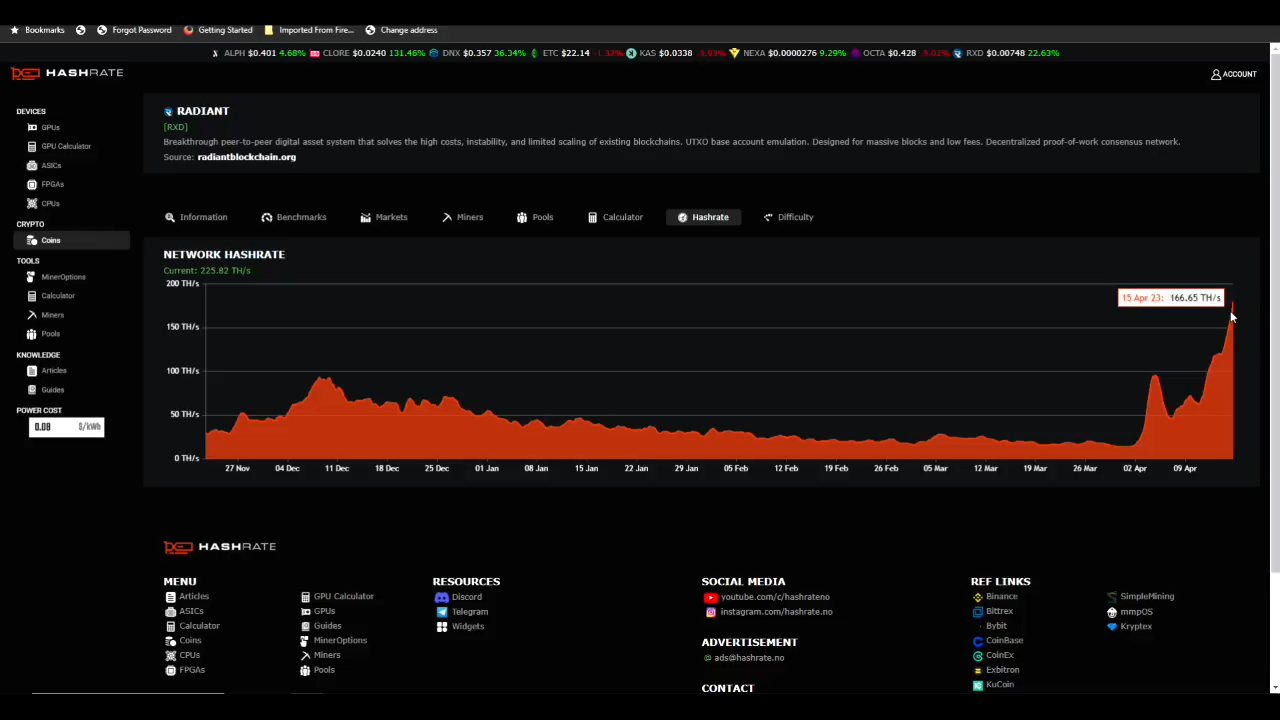 Bookmarks Forgot Password Getting Started Imported From Fire... Change address
ALPH $0.401 4.68% CLORE $0.0240 131.46% DNX $0.357 36.34% ETC $22.14 -1.32% KAS $0.0338 -9.83% NEXA $0.0000276 9.29% OCTA $0.428 -9.02% RXD $0.00748 22.63%
HASHRATE
ACCOUNT
DEVICES
GPUs
GPU Calculator
ASICs
FPGAs
CPUs
CRYPTO
Coins
TOOLS
MinerOptions
Calculator
Miners
Pools
KNOWLEDGE
Articles
Guides
POWER COST
0.08 $/kWh
RADIANT
[RXD]
Breakthrough peer-to-peer digital asset system that solves the high costs, instability, and limited scaling of existing blockchains. UTXO base account emulation. Designed for massive blocks and low fees. Decentralized proof-of-work consensus network.
Source: radiantblockchain.org
Information Benchmarks Markets Miners Pools Calculator Hashrate Difficulty
NETWORK HASHRATE
Current: 225.82 TH/s
200 TH/s
15 Apr 23: 166.65 TH/s
150 TH/s
100 TH/s
50 TH/s
0 TH/s
27 Nov 04 Dec 11 Dec 18 Dec 25 Dec 01 Jan 08 Jan 15 Jan 22 Jan 29 Jan 05 Feb 12 Feb 19 Feb 26 Feb 05 Mar 12 Mar 19 Mar 26 Mar 02 Apr 09 Apr
HASHRATE
MENU
Articles
ASICs
Calculator
Coins
CPUs
FPGAs
GPU Calculator
GPUs
Guides
MinerOptions
Miners
Pools
RESOURCES
Discord
Telegram
Widgets
SOCIAL MEDIA
youtube.com/c/hashrateno
instagram.com/hashrate.no
ADVERTISEMENT
@ ads@hashrate.no
CONTACT
REF LINKS
Binance
Bittrex
Bybit
CoinBase
CoinEx
Exbitron
KuCoin
SimpleMining
mmpOS
Kryptex